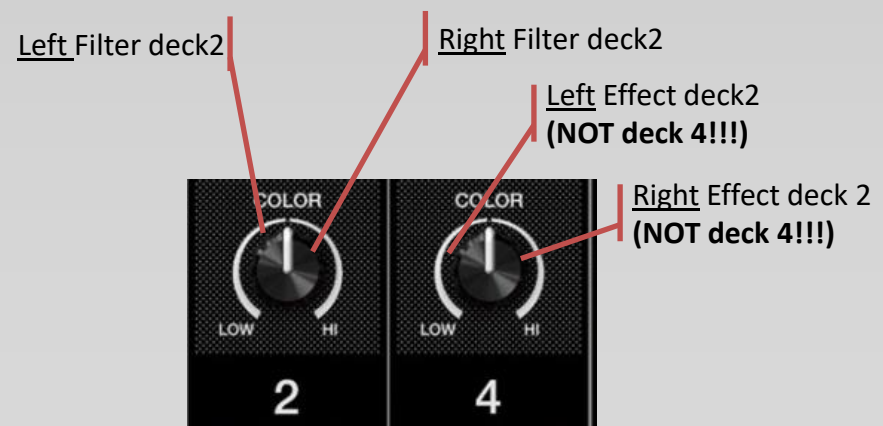 Left Filter deck2
Right Filter deck2
Left Effect deck2
(NOT deck 4!!!)
Right Effect deck 2
(NOT deck 4!!!)
COLOR
COLOR
LOW
HI
LOW
HI
2
4